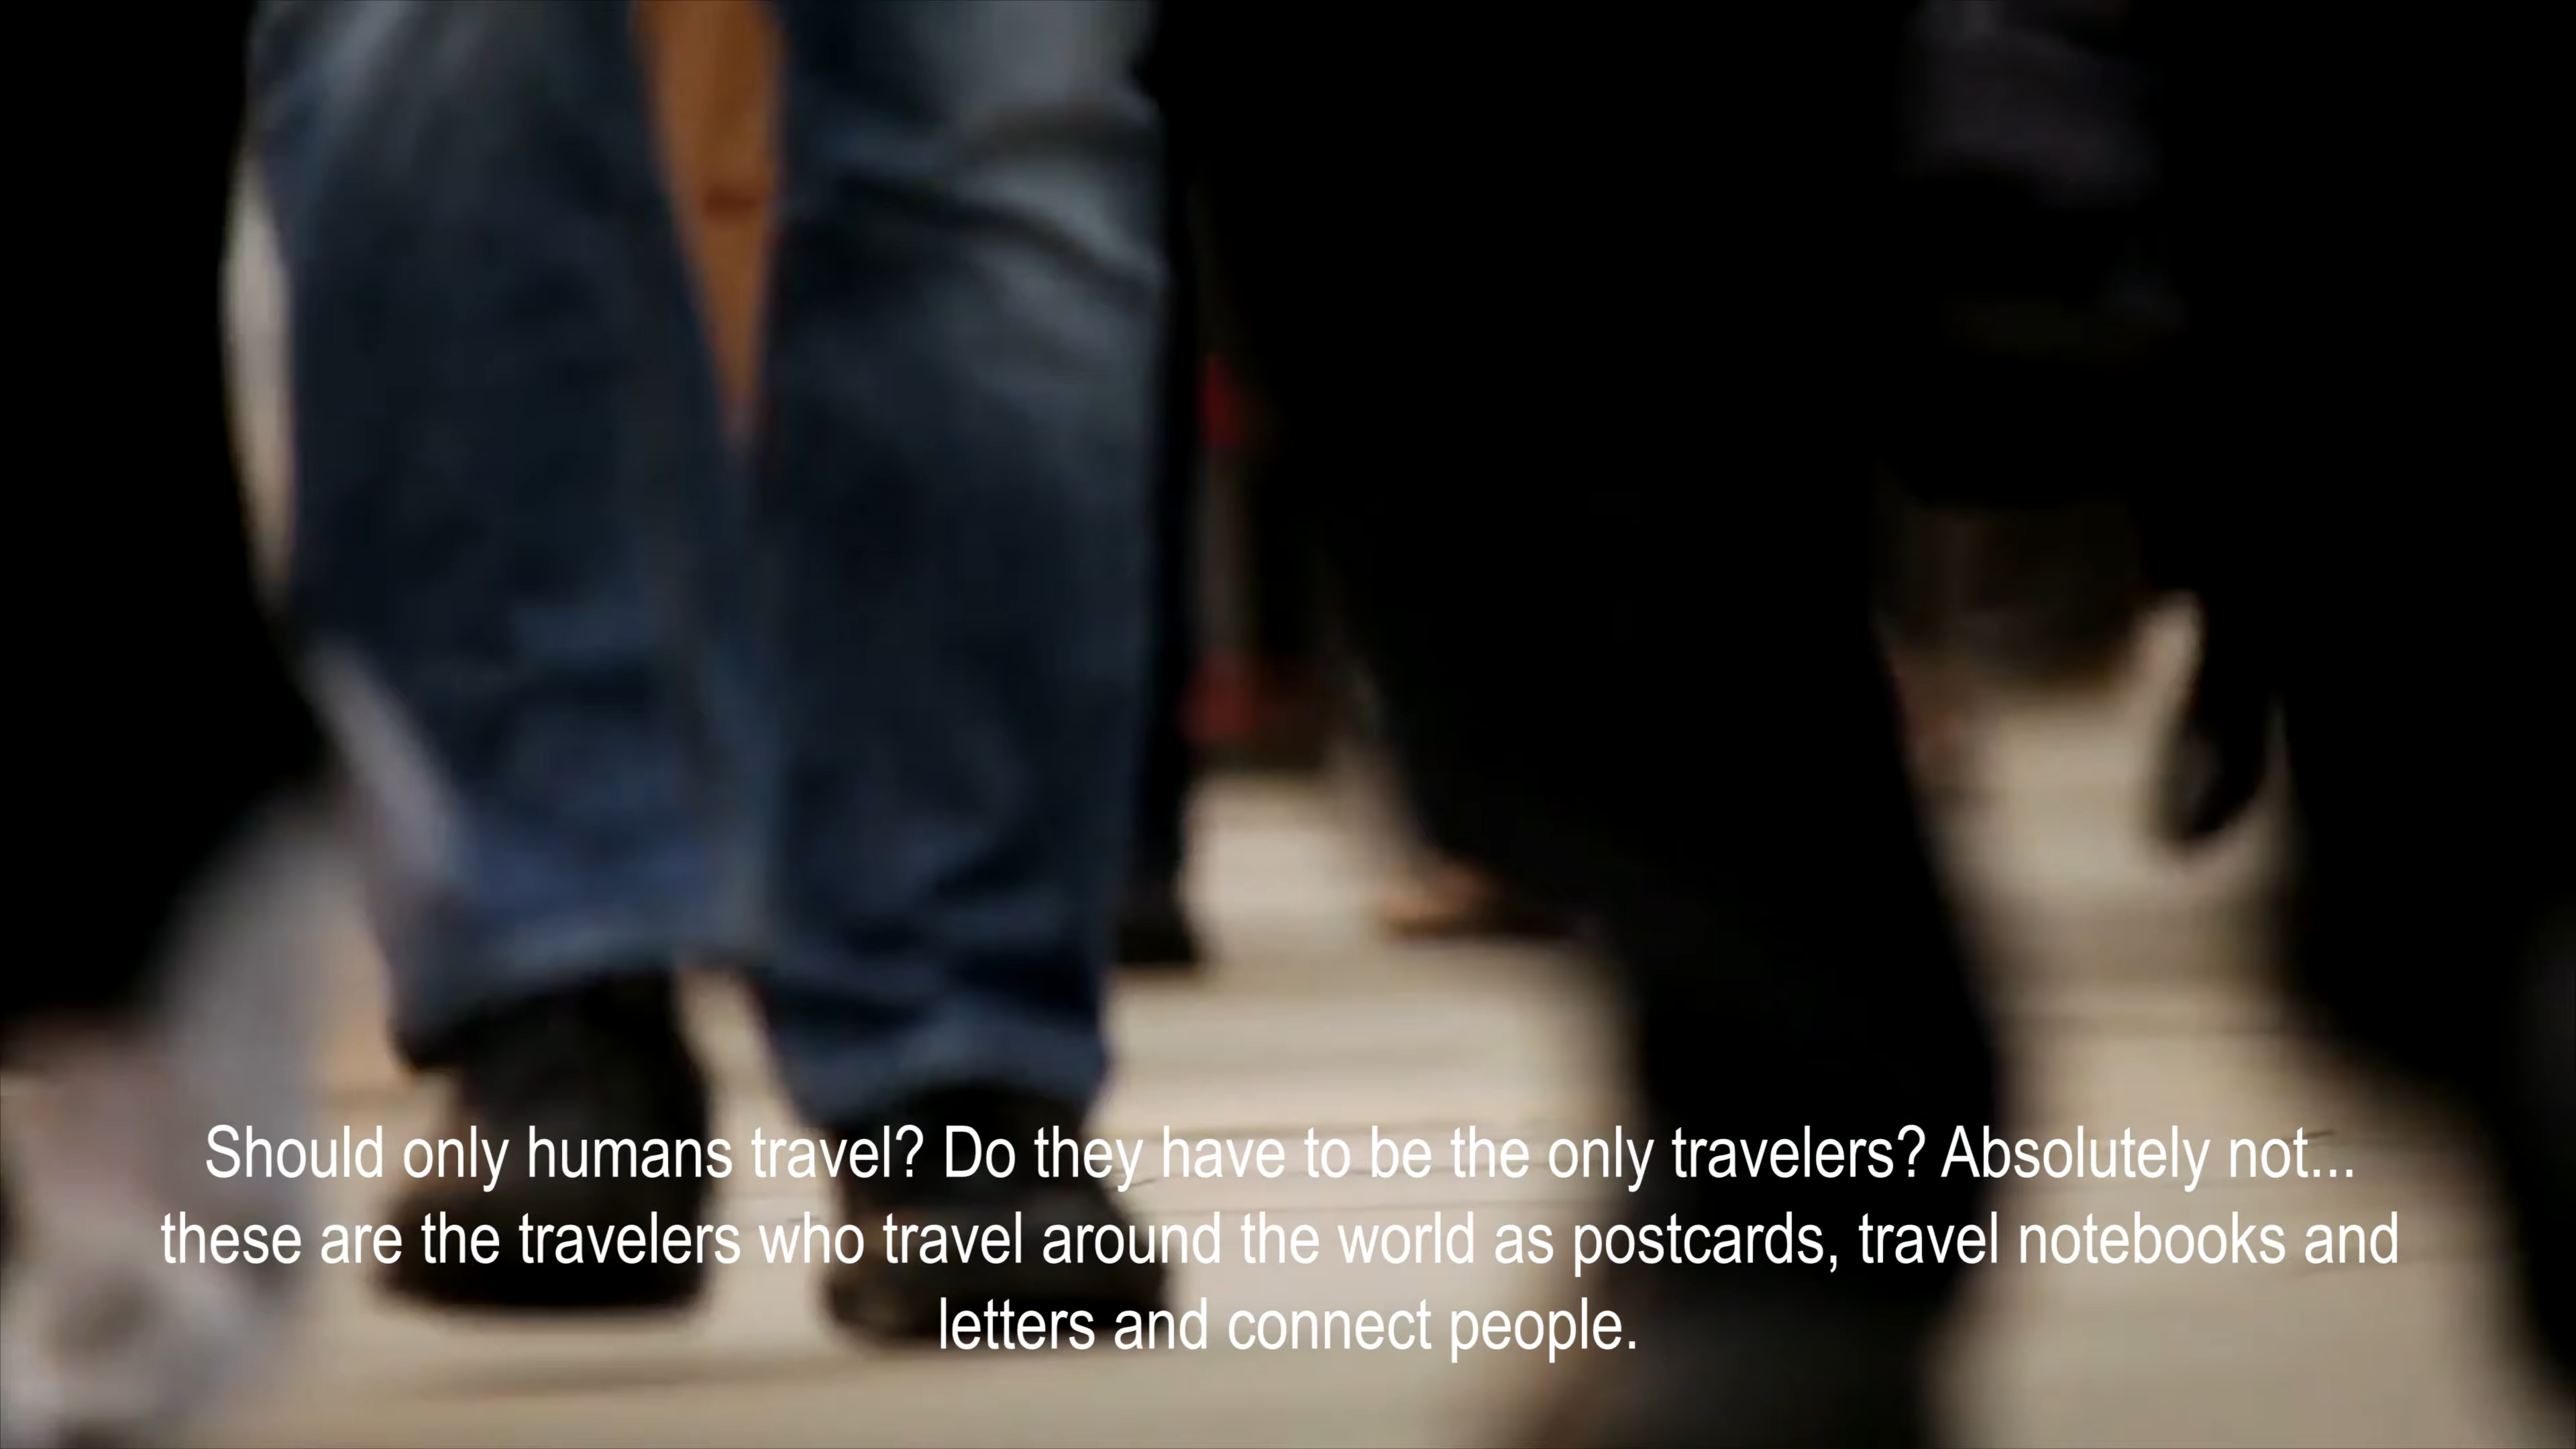 Should only humans travel? Do they have to be the only travelers? Absolutely not...
these are the travelers who travel around the world as postcards, travel notebooks and
letters and connect people.